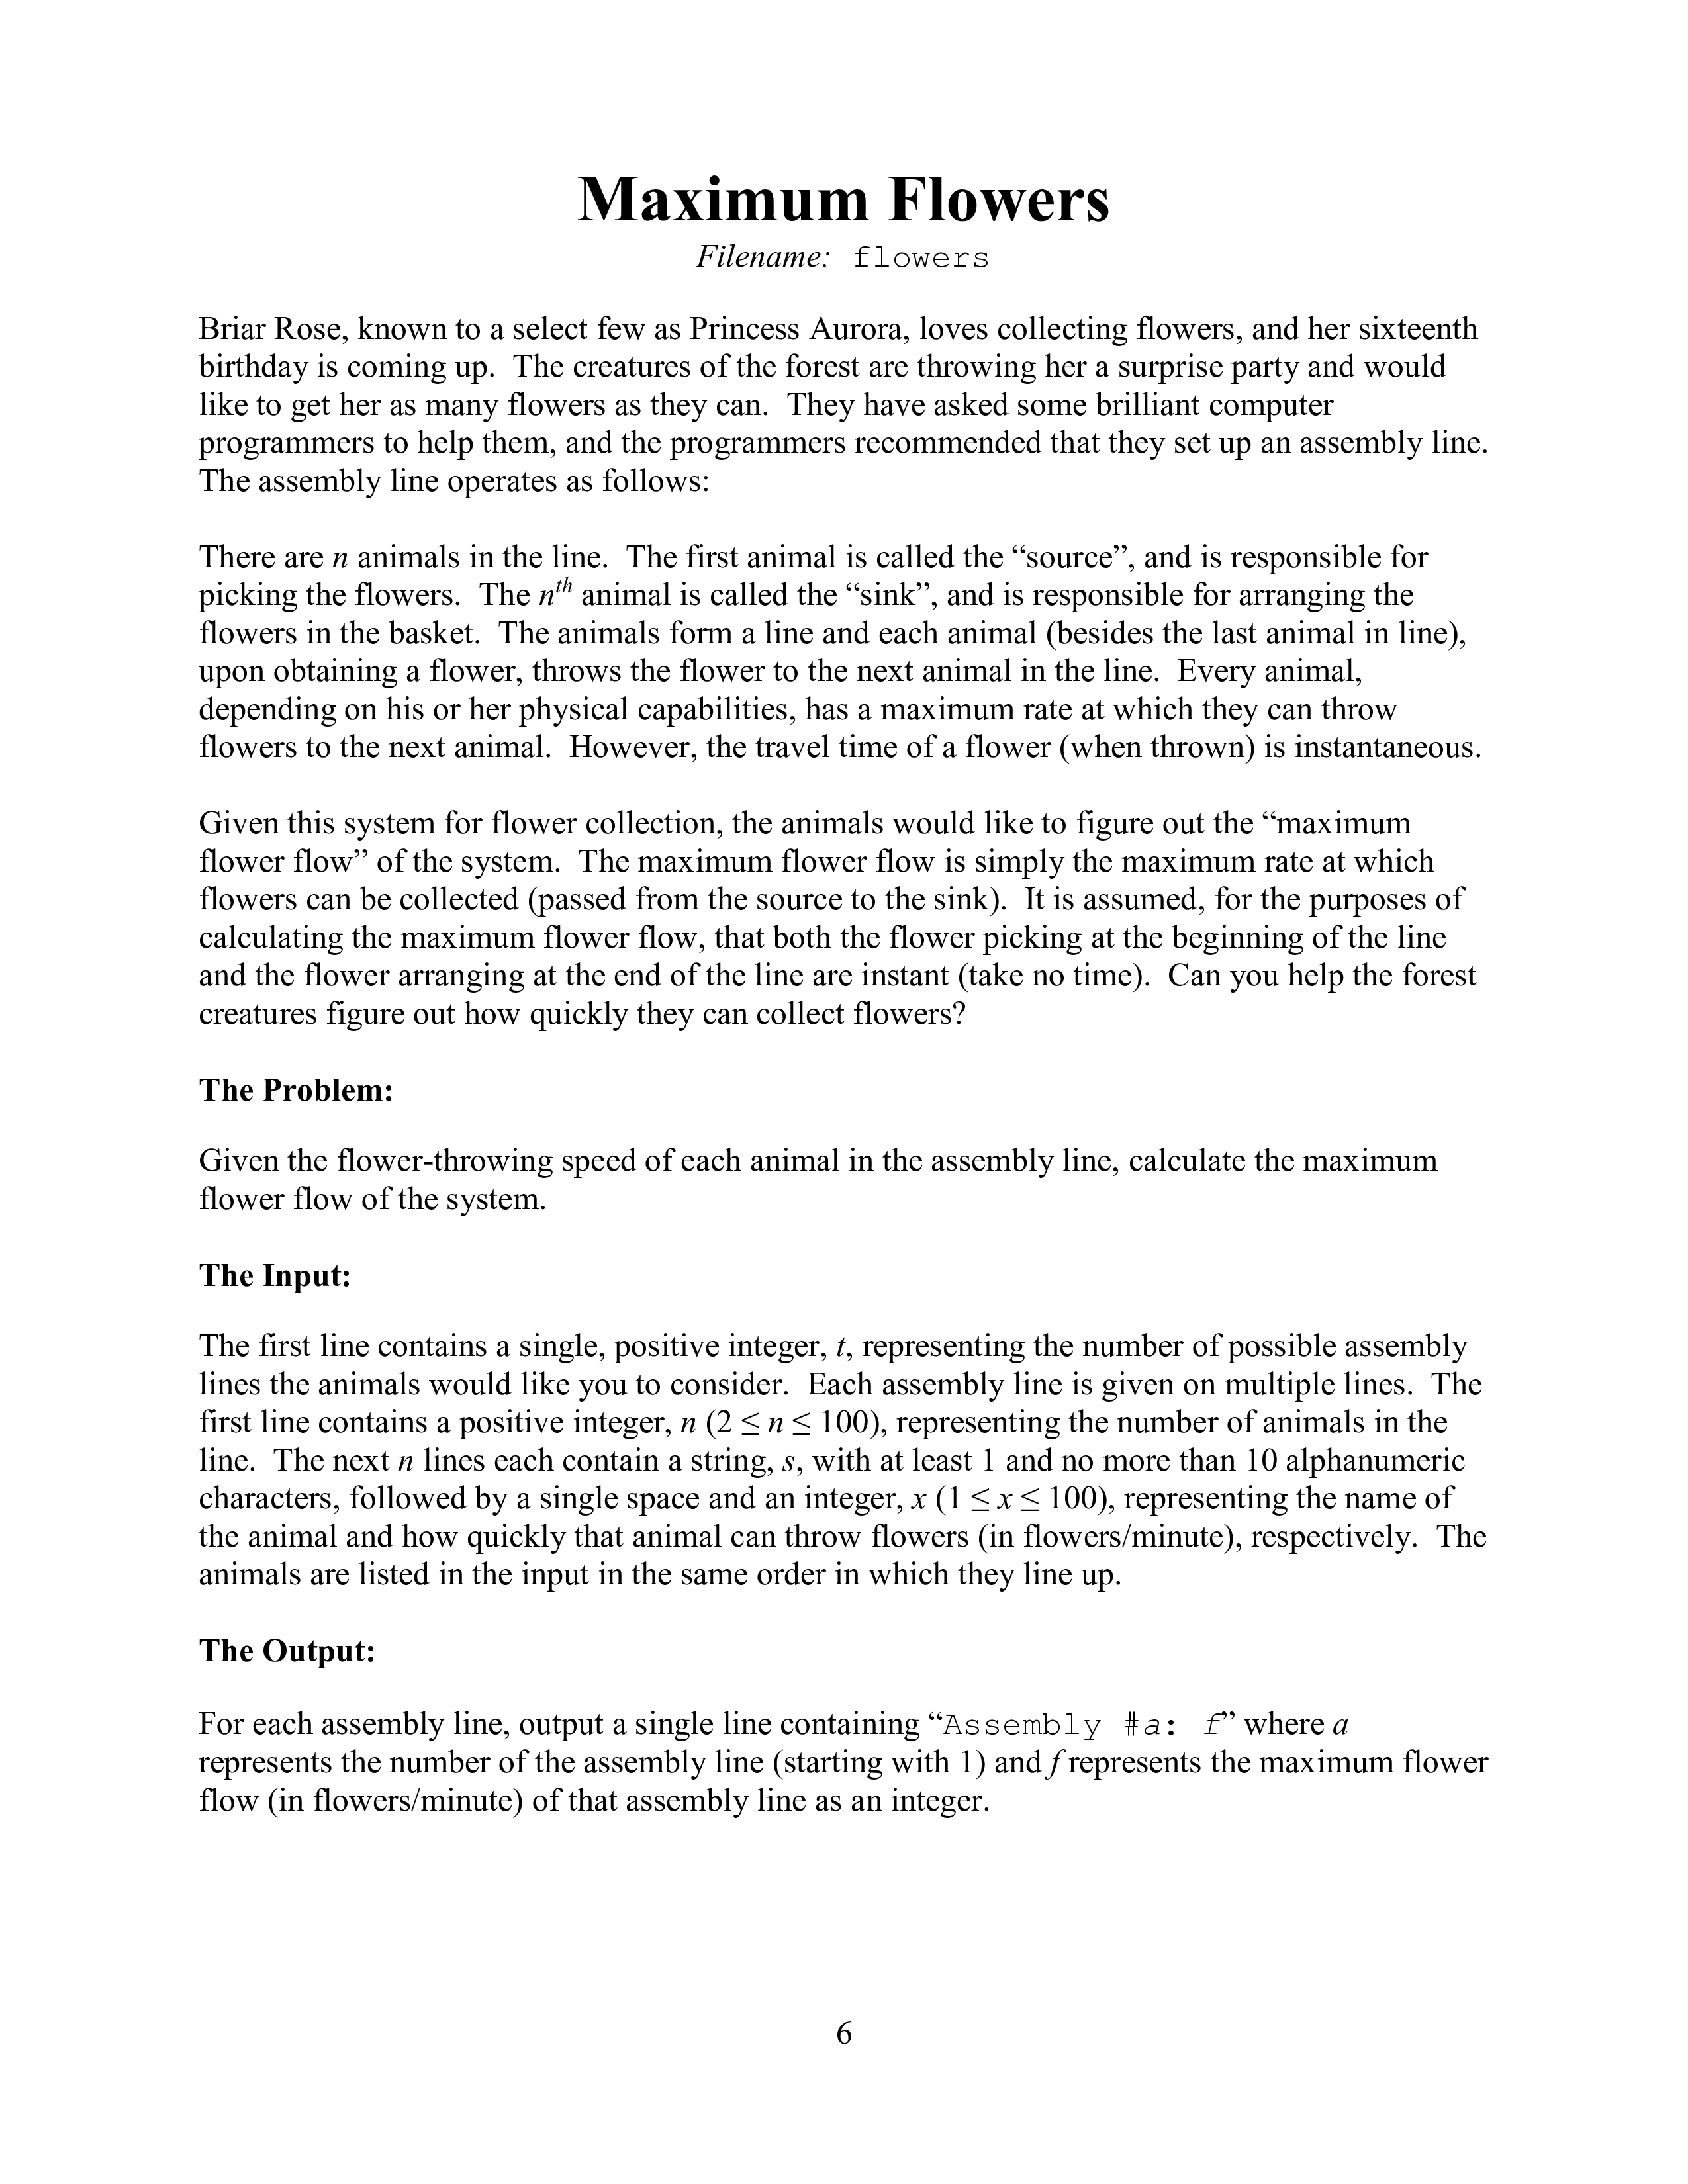 Maximum Flowers
Filename: flowers
Briar Rose, known to a select few as Princess Aurora, loves collecting flowers, and her sixteenth
birthday is coming up.  The creatures of the forest are throwing her a surprise party and would
like to get her as many flowers as they can.  They have asked some brilliant computer
programmers to help them, and the programmers recommended that they set up an assembly line.
The assembly line operates as follows:
There are n animals in the line.  The first animal is called the “source”, and is responsible for
picking the flowers.  The nth animal is called the “sink”, and is responsible for arranging the
flowers in the basket.  The animals form a line and each animal (besides the last animal in line),
upon obtaining a flower, throws the flower to the next animal in the line.  Every animal,
depending on his or her physical capabilities, has a maximum rate at which they can throw
flowers to the next animal.  However, the travel time of a flower (when thrown) is instantaneous.
Given this system for flower collection, the animals would like to figure out the “maximum
flower flow” of the system.  The maximum flower flow is simply the maximum rate at which
flowers can be collected (passed from the source to the sink).  It is assumed, for the purposes of
calculating the maximum flower flow, that both the flower picking at the beginning of the line
and the flower arranging at the end of the line are instant (take no time).  Can you help the forest
creatures figure out how quickly they can collect flowers?
The Problem:
Given the flower-throwing speed of each animal in the assembly line, calculate the maximum
flower flow of the system.
The Input:
The first line contains a single, positive integer, t, representing the number of possible assembly
lines the animals would like you to consider.  Each assembly line is given on multiple lines.  The
first line contains a positive integer, n (2 ≤ n ≤ 100), representing the number of animals in the
line.  The next n lines each contain a string, s, with at least 1 and no more than 10 alphanumeric
characters, followed by a single space and an integer, x (1 ≤ x ≤ 100), representing the name of
the animal and how quickly that animal can throw flowers (in flowers/minute), respectively.  The
animals are listed in the input in the same order in which they line up.
The Output:
For each assembly line, output a single line containing “Assembly #a: f” where a
represents the number of the assembly line (starting with 1) and f represents the maximum flower
flow (in flowers/minute) of that assembly line as an integer.
6